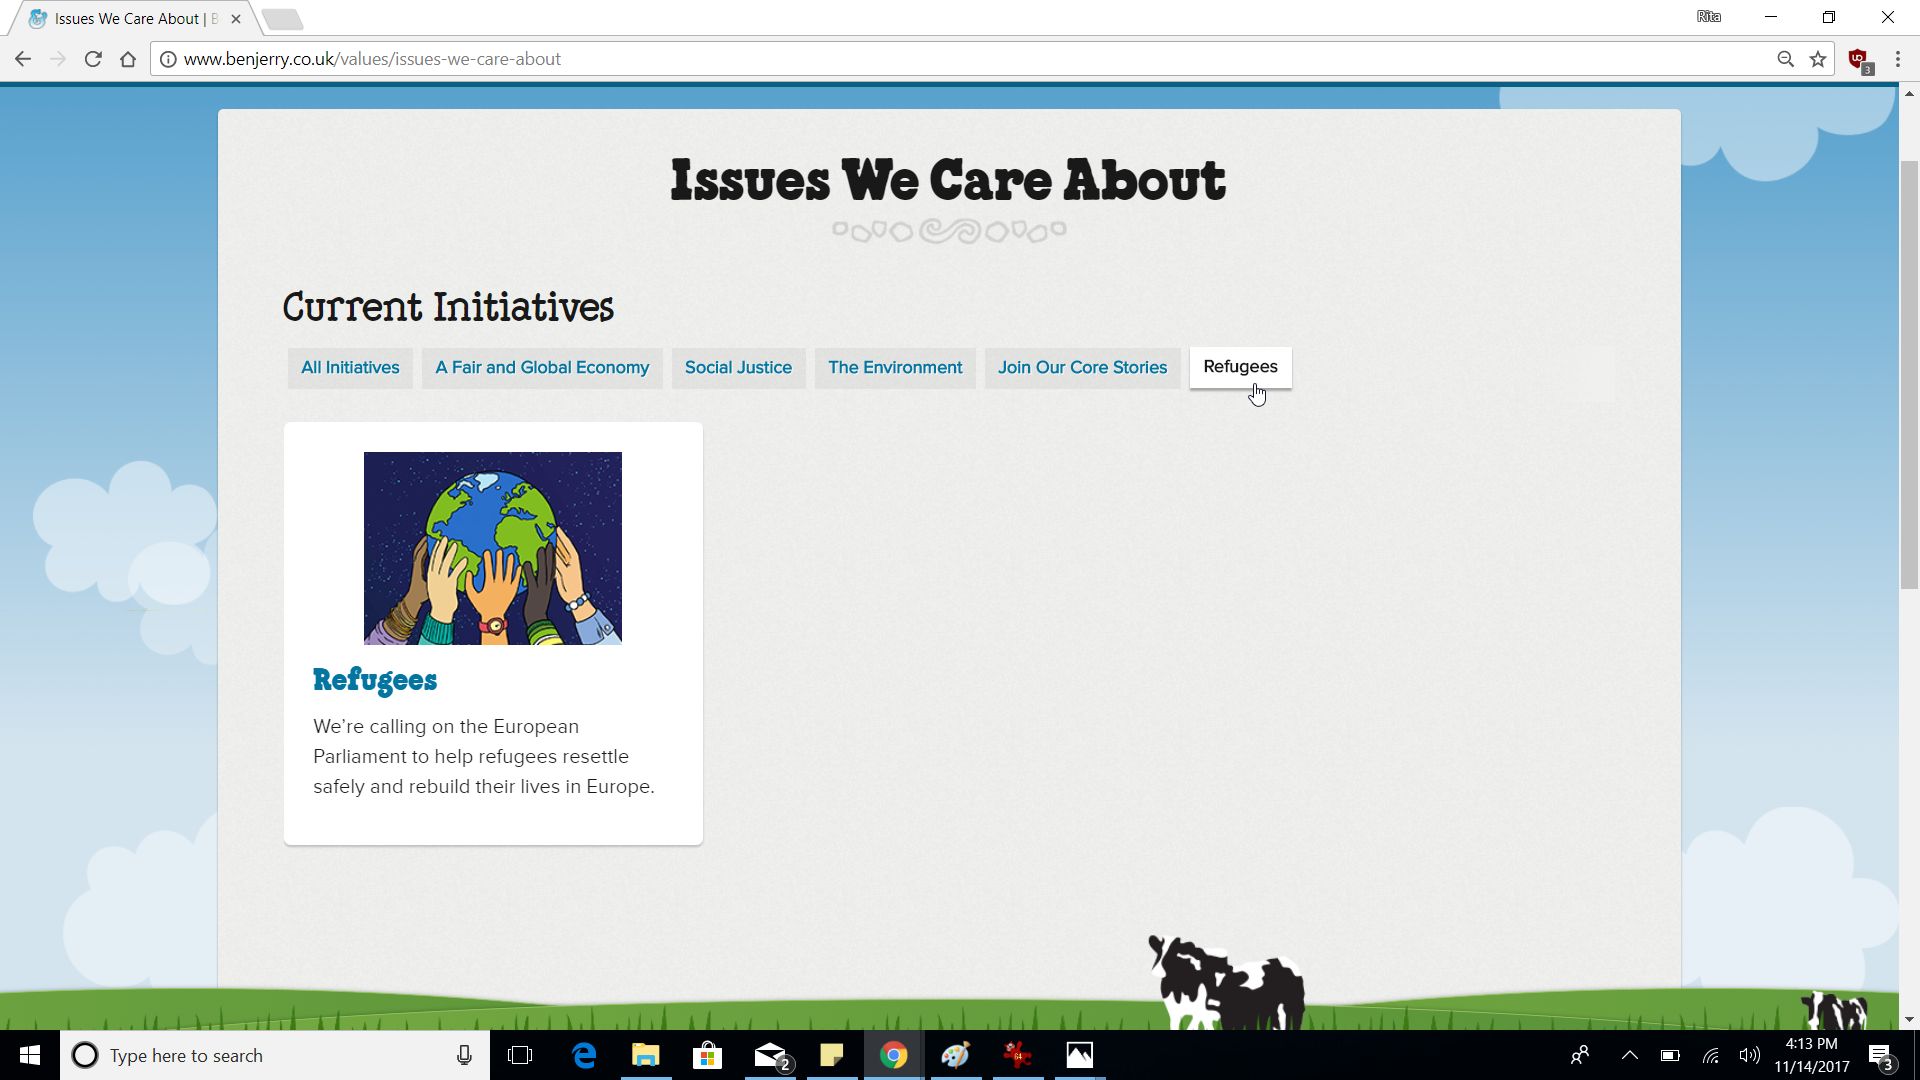 Issues We Care About | B
Rita
www.benjerry.co.uk/values/issues-we-care-about
3
Issues We Care About
Current Initiatives
All Initiatives A Fair and Global Economy Social Justice The Environment Join Our Core Stories Refugees
Refugees
We’re calling on the European
Parliament to help refugees resettle
safely and rebuild their lives in Europe.
Type here to search
2
64
4:13 PM
11/14/2017
3